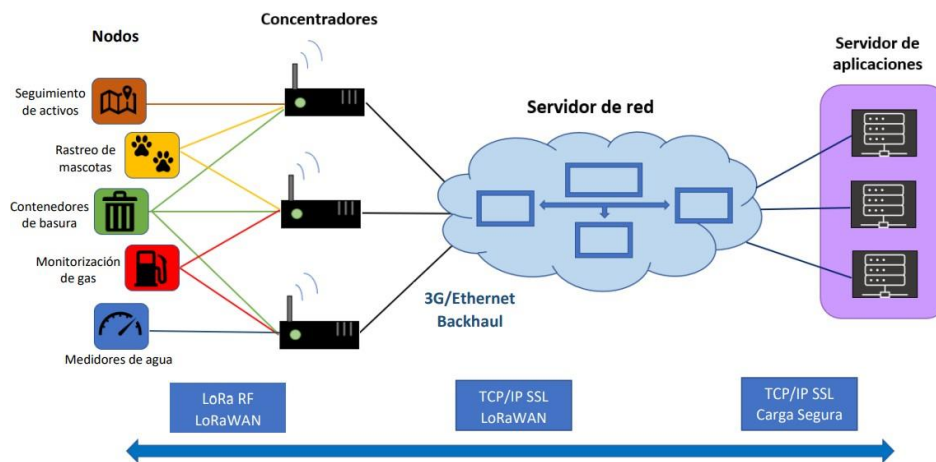 Concentradores
Nodos
Servidor de
aplicaciones
Seguimiento
de activos
Servidor de red
Rastreo de
mascotas
Contenedores
de basura
Monitorización
de gas
3G/Ethernet
Backhaul
Medidores de agua
LoRa RF
LoRaWAN
TCP/IP SSL
LoRaWAN
TCP/IP SSL
Carga Segura